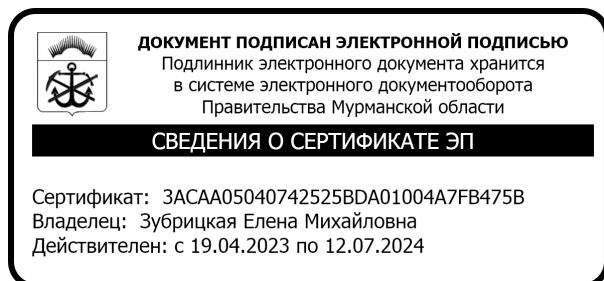 ДОКУМЕНТ ПОДПИСАН ЭЛЕКТРОННОЙ ПОДПИСЬЮ
Подлинник электронного документа хранится
в системе электронного документооборота
Правительства Мурманской области
СВЕДЕНИЯ О СЕРТИФИКАТЕ ЭП
Сертификат: 3ACAA05040742525BDA01004A7FB475B
Владелец: Зубрицкая Елена Михайловна
Действителен: с 19.04.2023 по 12.07.2024